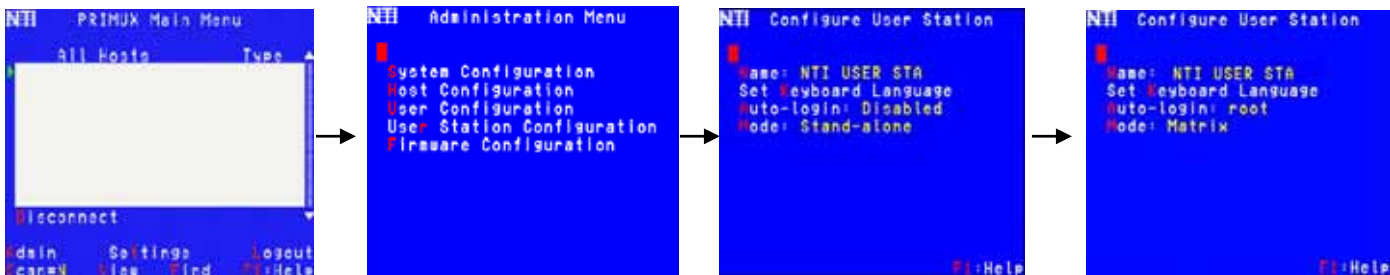 NTI PRIMUX Main Menu
All Hosts Type
Disconnect
Admin Settings Logout
Scan=N View Find F1:Help
NTI Administration Menu
System Configuration
Host Configuration
User Configuration
User Station Configuration
Firmware Configuration
NTI Configure User Station
Name: NTI USER STA
Set Keyboard Language
Auto-login: Disabled
Mode: Stand-alone
F1:Help
NTI Configure User Station
Name: NTI USER STA
Set Keyboard Language
Auto-login: root
Mode: Matrix
F1:Help